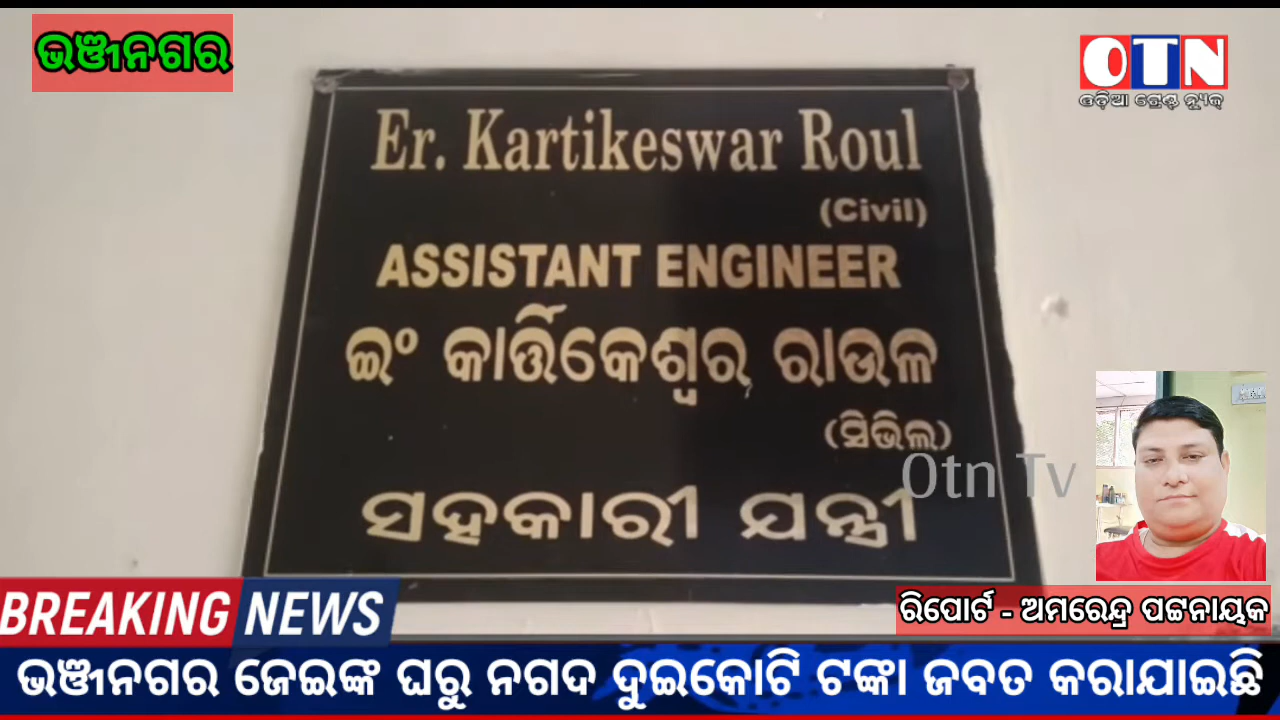 ଭଞ୍ଜନଗର
OTN
ଓଡ଼ିଆ ଟ୍ରେଣ୍ଡ ନ୍ୟୁଜ୍
Er. Kartikeswar Roul
(Civil)
ASSISTANT ENGINEER
ଇଂ କାର୍ତ୍ତିକେଶ୍ୱର ରାଉଳ
(ସିଭିଲ)
Otn Tv
ସହକାରୀ ଯନ୍ତ୍ରୀ
BREAKING NEWS
ରିପୋର୍ଟ - ଅମରେନ୍ଦ୍ର ପଟ୍ଟନାୟକ
ଭଞ୍ଜନଗର ଜେଇଙ୍କ ଘରୁ ନଗଦ ଦୁଇକୋଟି ଟଙ୍କା ଜବତ କରାଯାଇଛି